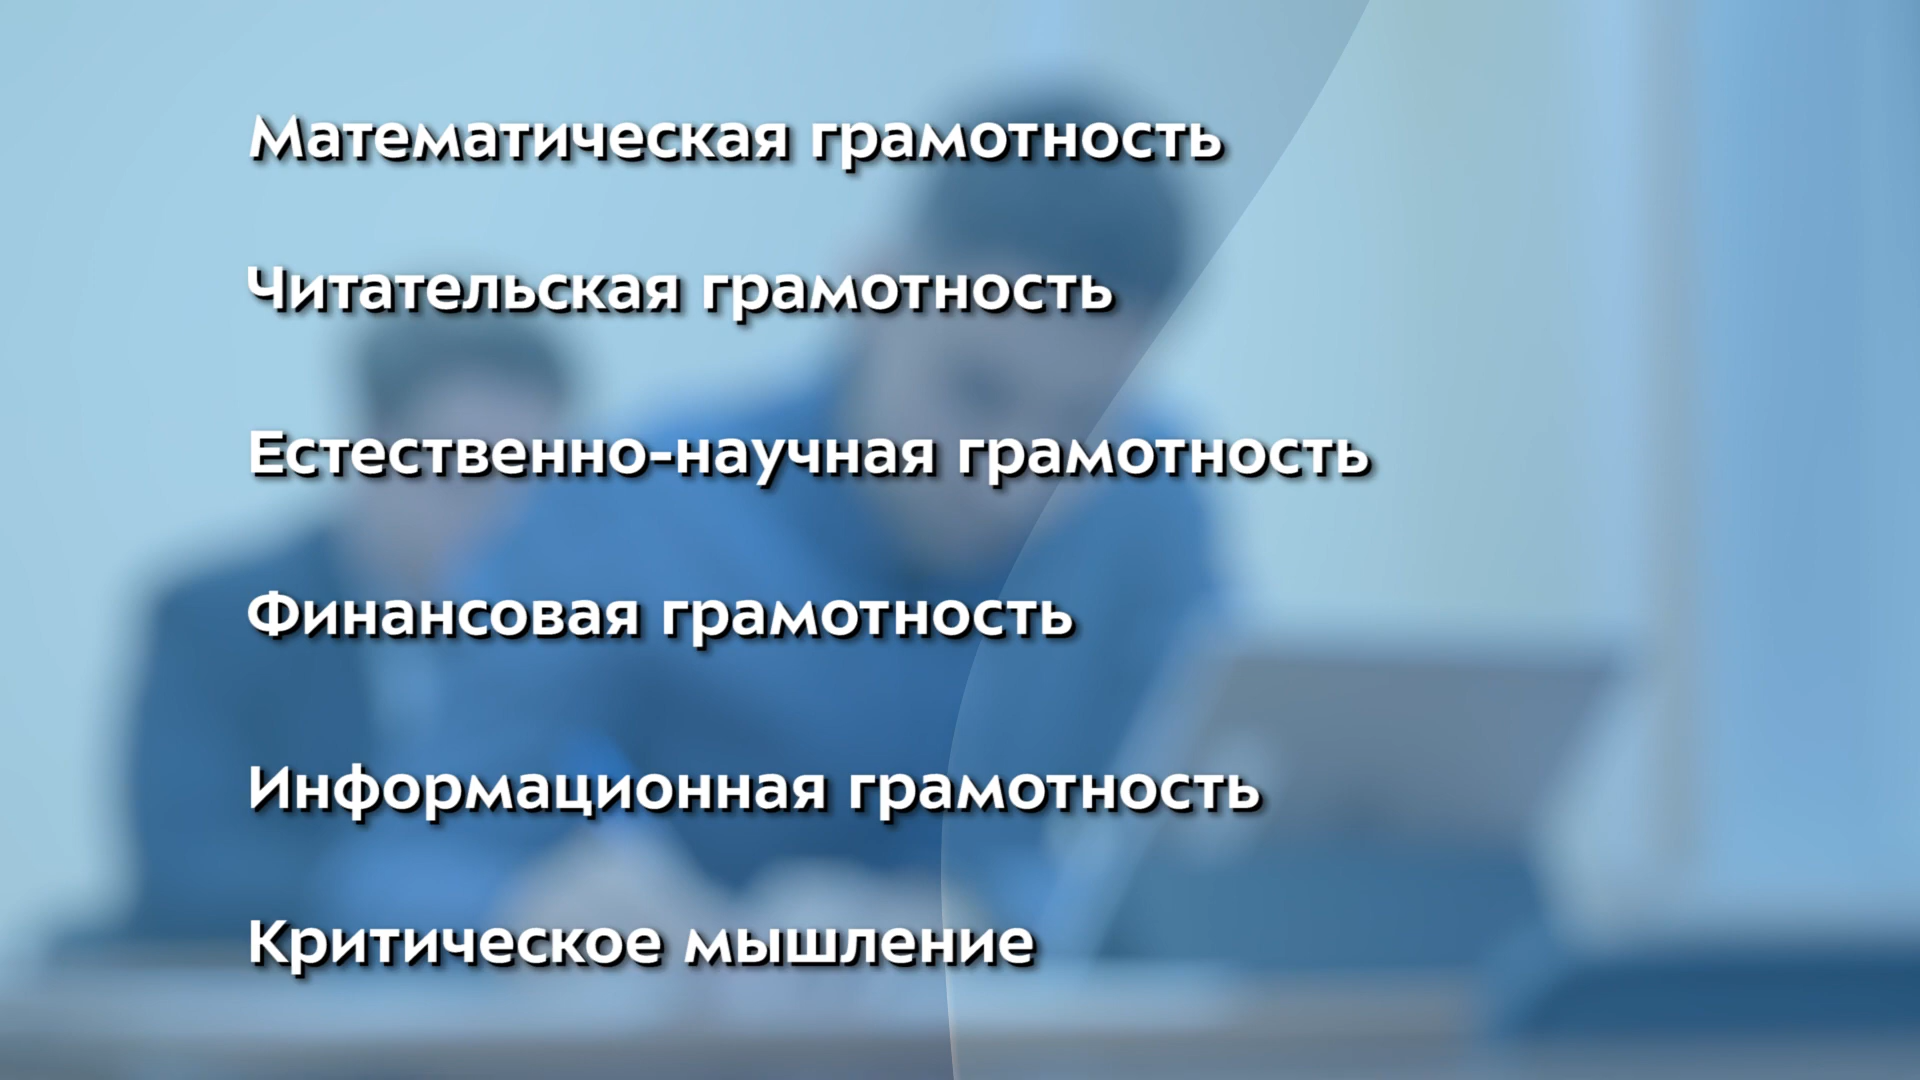 Математическая грамотность
Читательская грамотность
Естественно-научная грамотность
Финансовая грамотность
Информационная грамотность
Критическое мышление